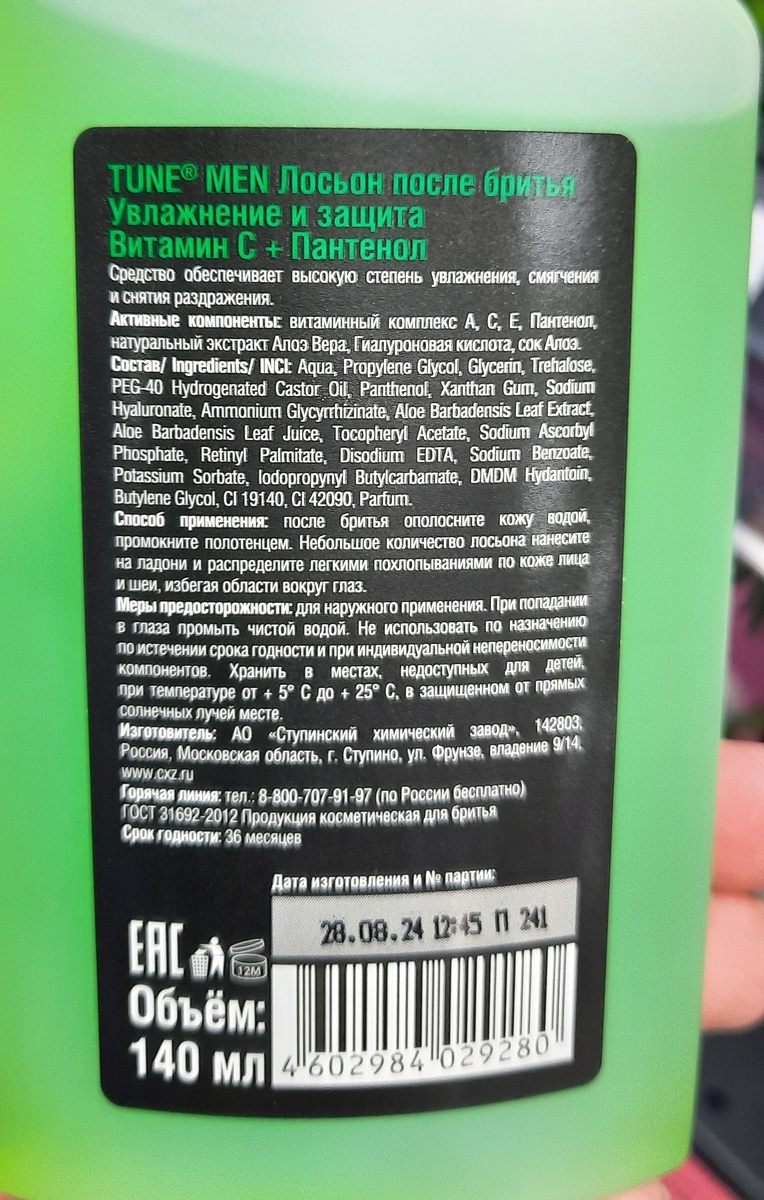 TUNE® MEN Лосьон после бритья
Увлажнение и защита
Витамин С + Пантенол
Средство обеспечивает высокую степень увлажнения, смягчения
и снятия раздражения.
Активные компоненты: витаминный комплекс А, С, Е, Пантенол,
натуральный экстракт Алоэ Вера, Гиалуроновая кислота, сок Алоэ.
Состав/ Ingredients/ INCI: Aqua, Propylene Glycol, Glycerin, Trehalose,
PEG-40 Hydrogenated Castor Oil, Panthenol, Xanthan Gum, Sodium
Hyaluronate, Ammonium Glycyrrhizinate, Aloe Barbadensis Leaf Extract,
Aloe Barbadensis Leaf Juice, Tocopheryl Acetate, Sodium Ascorbyl
Phosphate, Retinyl Palmitate, Disodium EDTA, Sodium Benzoate,
Potassium Sorbate, Iodopropynyl Butylcarbamate, DMDM Hydantoin,
Butylene Glycol, CI 19140, CI 42090, Parfum.
Способ применения: после бритья ополосните кожу водой,
промокните полотенцем. Небольшое количество лосьона нанесите
на ладони и распределите легкими похлопываниями по коже лица
и шеи, избегая области вокруг глаз.
Меры предосторожности: для наружного применения. При попадании
в глаза промыть чистой водой. Не использовать по назначению
по истечении срока годности и при индивидуальной непереносимости
компонентов. Хранить в местах, недоступных для детей,
при температуре от + 5° С до + 25° С, в защищенном от прямых
солнечных лучей месте.
Изготовитель: АО «Ступинский химический завод», 142803,
Россия, Московская область, г. Ступино, ул. Фрунзе, владение 9/14.
www.cxz.ru
Горячая линия: тел.: 8-800-707-91-97 (по России бесплатно)
ГОСТ 31692-2012 Продукция косметическая для бритья
Срок годности: 36 месяцев
Дата изготовления и № партии:
28.08.24 12:45 П 241
EAC
12M
Объём:
140 мл
4 602984 029280